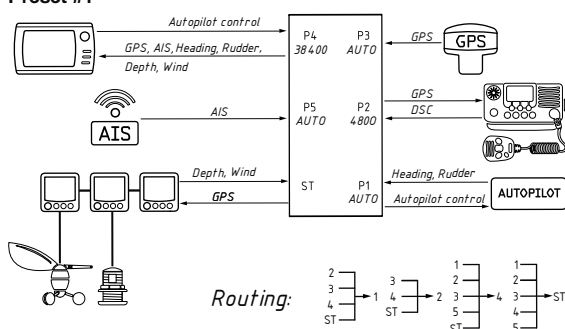 Autopilot control
GPS, AIS, Heading, Rudder,
Depth, Wind
P4
38400
P3
AUTO
GPS
GPS
AIS
AIS
P5
AUTO
P2
4800
GPS
DSC
Depth, Wind
GPS
ST
P1
AUTO
Heading, Rudder
Autopilot control
AUTOPILOT
Routing:
2
3
4
ST
1
3
4
ST
2
1
2
3
5
ST
4
1
2
3
4
5
ST